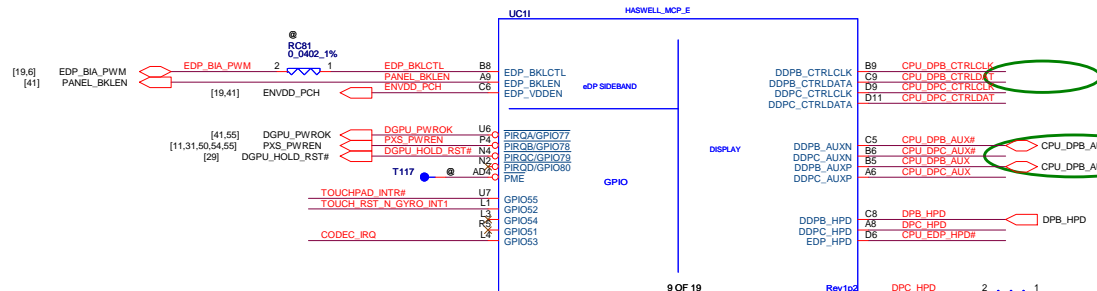 UC1I
HASWELL_MCP_E
@
RC81
0_0402_1%
[19,6] EDP_BIA_PWM EDP_BIA_PWM 2 1 EDP_BKLCTL B8 EDP_BKLCTL
[41] PANEL_BKLEN PANEL_BKLEN A9 EDP_BKLEN
[19,41] ENVDD_PCH ENVDD_PCH C6 EDP_VDDEN
eDP SIDEBAND
DDPB_CTRLCLK B9 CPU_DPB_CTRLCLK
DDPB_CTRLDATA C9 CPU_DPB_CTRLDAT
DDPC_CTRLCLK D9 CPU_DPC_CTRLCLK
DDPC_CTRLDATA D11 CPU_DPC_CTRLDAT
[41,55] DGPU_PWROK DGPU_PWROK U6 PIRQA/GPIO77
[11,31,50,54,55] PXS_PWREN PXS_PWREN P4 PIRQB/GPIO78
[29] DGPU_HOLD_RST# DGPU_HOLD_RST# N4 PIRQC/GPIO79
N2 PIRQD/GPIO80
T117 @ AD4 PME
GPIO
DISPLAY
DDPB_AUXN C5 CPU_DPB_AUX#
DDPC_AUXN B6 CPU_DPC_AUX#
DDPB_AUXP B5 CPU_DPB_AUX
DDPC_AUXP A6 CPU_DPC_AUX
TOUCHPAD_INTR# U7 GPIO55
TOUCH_RST_N_GYRO_INT1 L1 GPIO52
L3 GPIO54
R5 GPIO51
CODEC_IRQ L4 GPIO53
DDPB_HPD C8 DPB_HPD DPB_HPD
DDPC_HPD A8 DPC_HPD
EDP_HPD D6 CPU_EDP_HPD#
9 OF 19
Rev1p2
DPC_HPD 2 1